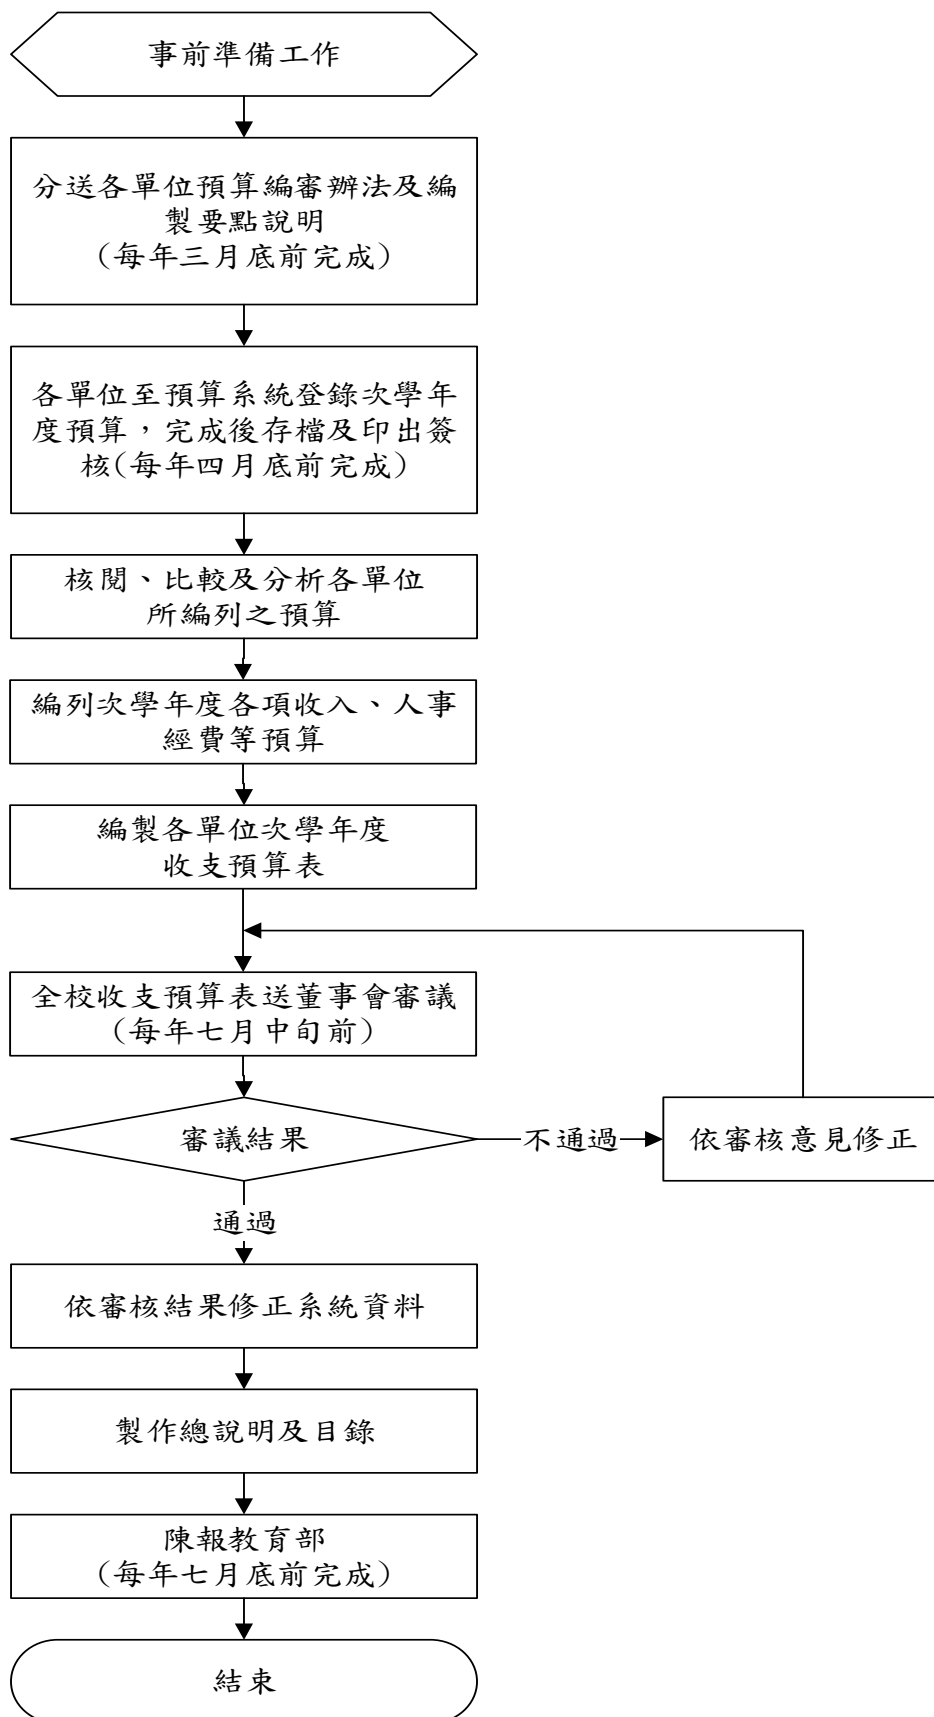 事前準備工作
分送各單位預算編審辦法及編
製要點說明
(每年三月底前完成)
各單位至預算系統登錄次學年
度預算，完成後存檔及印出簽
核(每年四月底前完成)
核閱、比較及分析各單位
所編列之預算
編列次學年度各項收入、人事
經費等預算
編製各單位次學年度
收支預算表
全校收支預算表送董事會審議
(每年七月中旬前)
審議結果
不通過
依審核意見修正
通過
依審核結果修正系統資料
製作總說明及目錄
陳報教育部
(每年七月底前完成)
結束